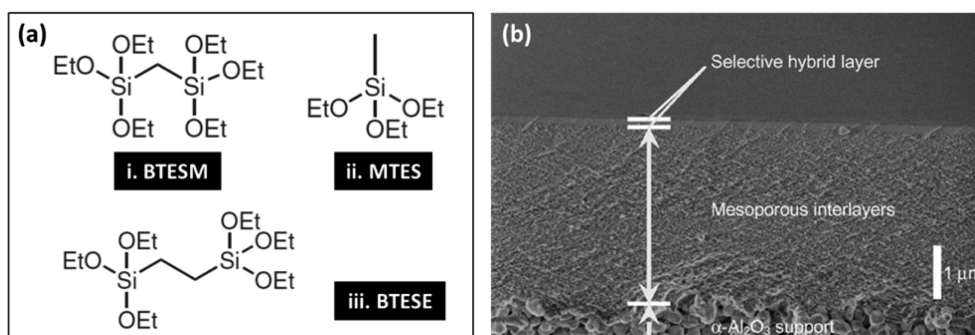 (a)
OEt OEt
EtO OEt
Si Si
OEt OEt
i. BTESM
Si
EtO OEt
OEt
ii. MTES
OEt
OEt OEt
EtO Si
Si OEt
OEt
iii. BTESE
(b)
Selective hybrid layer
Mesoporous interlayers
1 μm
α-Al₂O₃ support